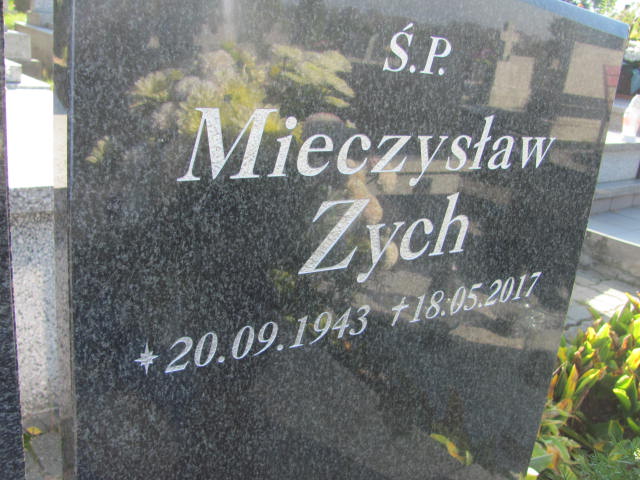 Ś.P.
Mieczysław
Zych
* 20.09.1943 † 18.05.2017